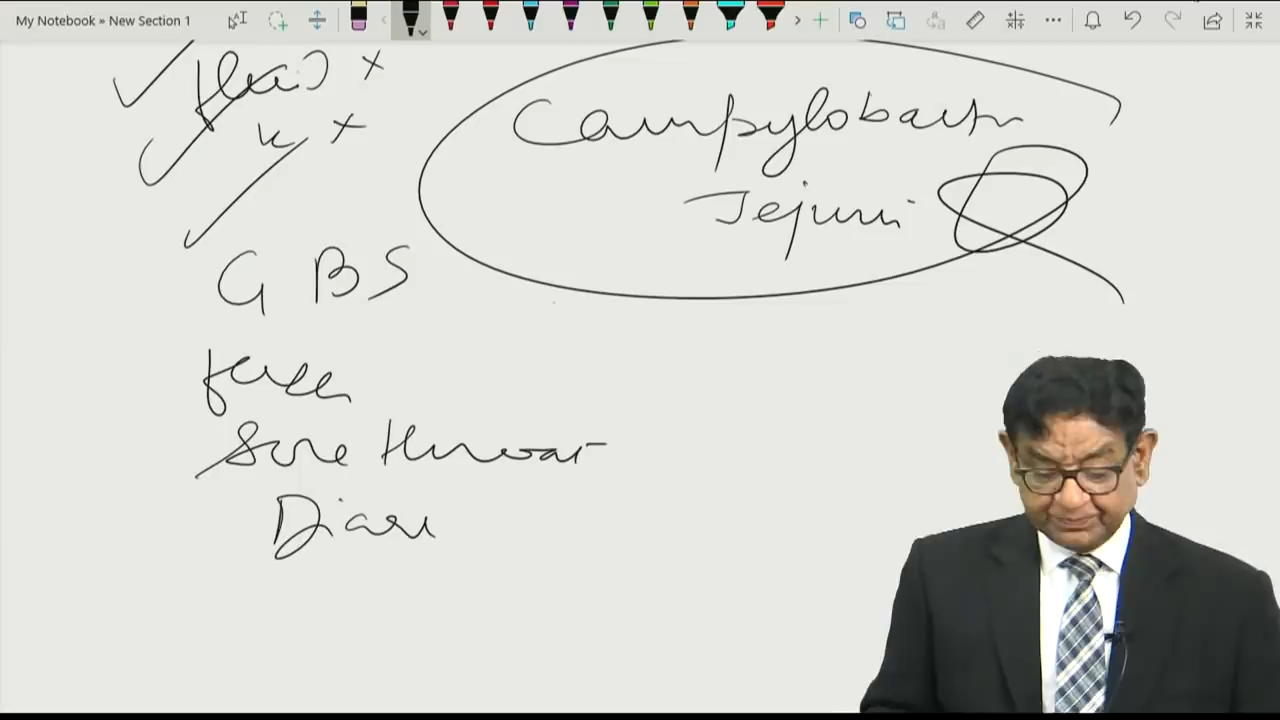 My Notebook » New Section 1
Campylobacter
k
Jejuni
GBS
fever
Sore throat
Diarr